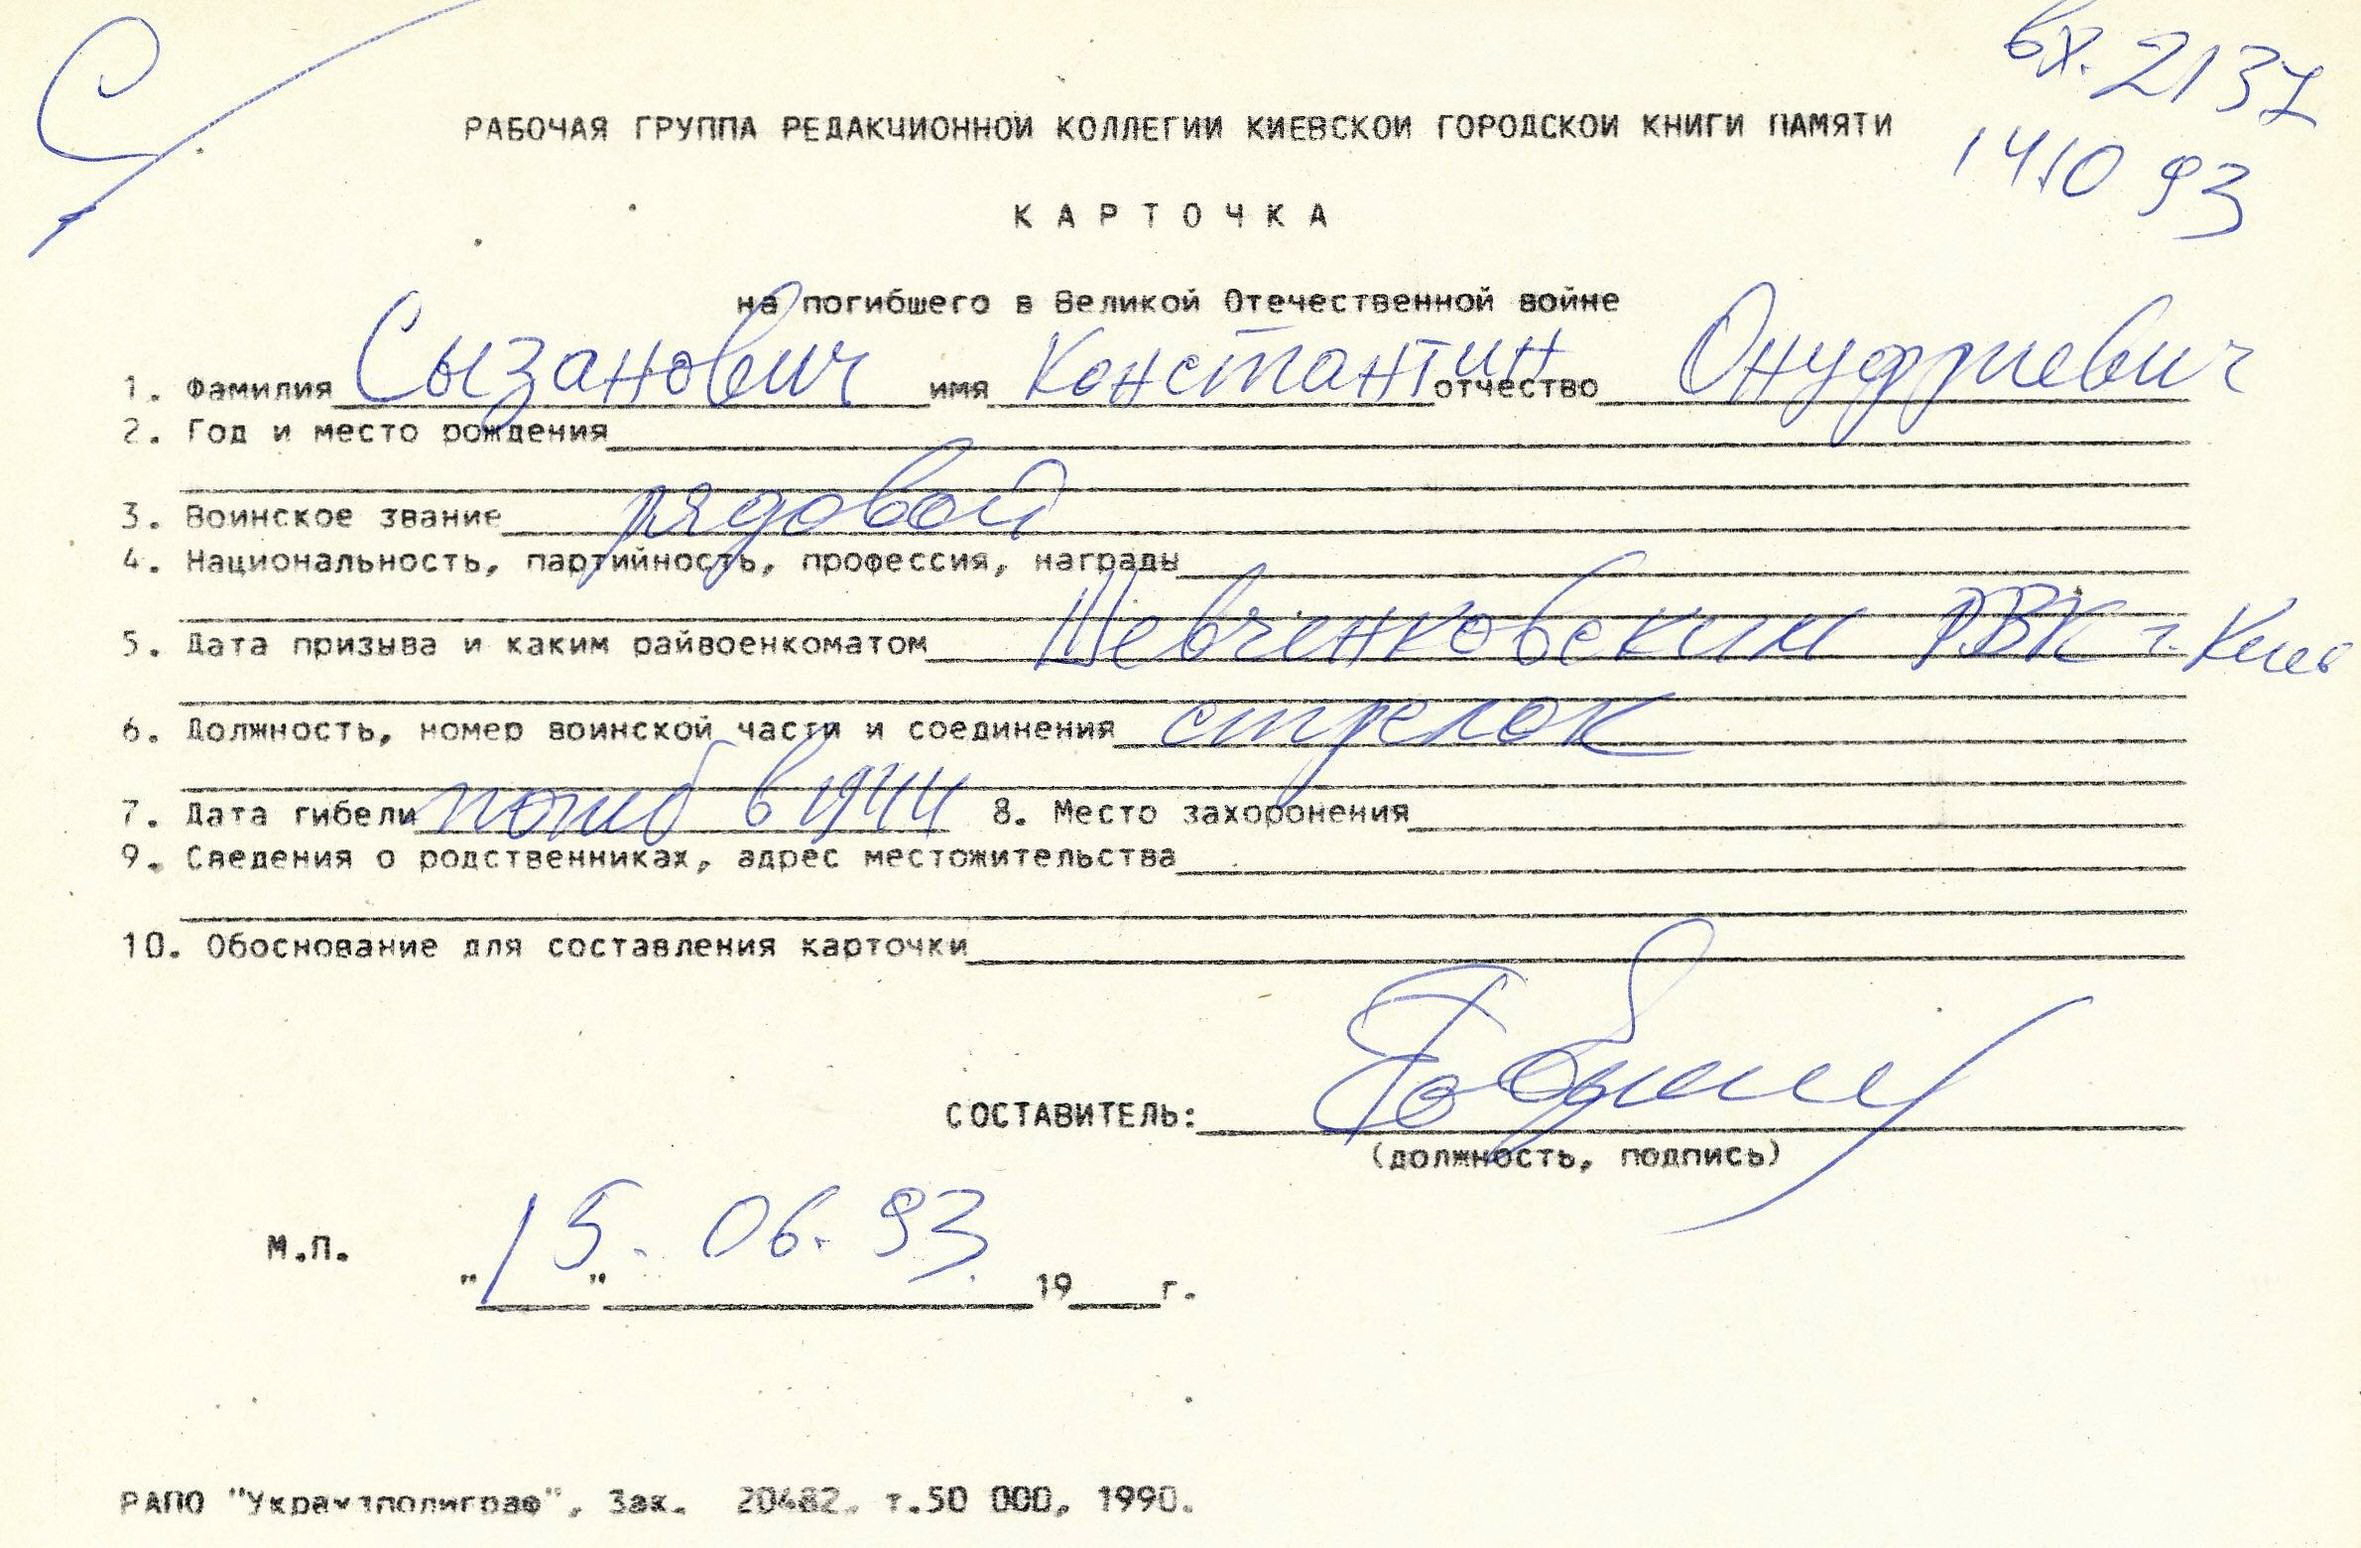 С
вх. 2137
14.10 93
РАБОЧАЯ ГРУППА РЕДАКЦИОННОЙ КОЛЛЕГИИ КИЕВСКОЙ ГОРОДСКОЙ КНИГИ ПАМЯТИ
КАРТОЧКА
на погибшего в Великой Отечественной войне
1. Фамилия Сызанович имя Константин отчество Онуфриевич
2. Год и место рождения
3. Воинское звание рядовой
4. Национальность, партийность, профессия, награды
5. Дата призыва и каким райвоенкоматом Шевченковским РВК г. Киев
6. Должность, номер воинской части и соединения стрелок
7. Дата гибели погиб в 1944 8. Место захоронения
9. Сведения о родственниках, адрес местожительства
10. Обоснование для составления карточки
СОСТАВИТЕЛЬ:
(должность, подпись)
М.П.
"15." 06. 93. 19 г.
РАПО "Укрвузполиграф", Зак. 20482. т.50 000, 1990.